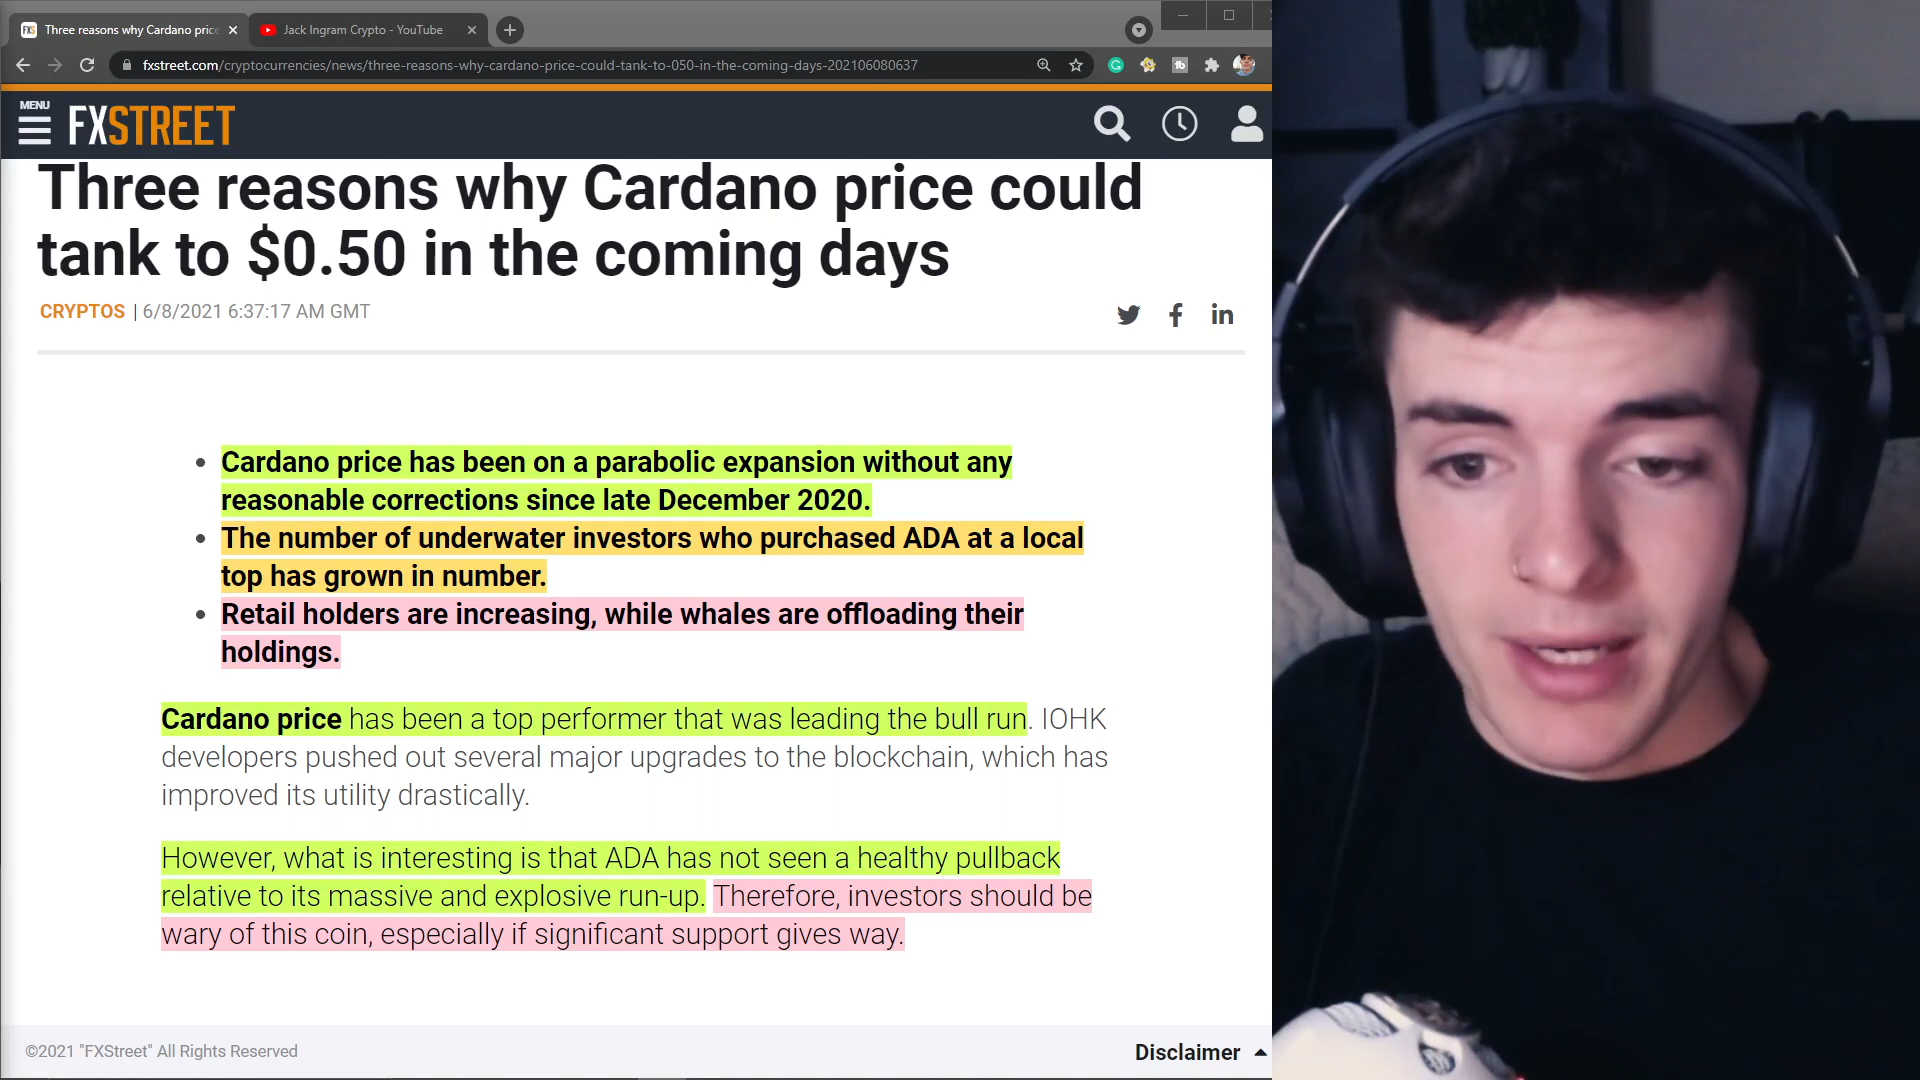 Three reasons why Cardano price
Jack Ingram Crypto - YouTube
fxstreet.com/cryptocurrencies/news/three-reasons-why-cardano-price-could-tank-to-050-in-the-coming-days-202106080637
MENU
FXSTREET
Three reasons why Cardano price could
tank to $0.50 in the coming days
CRYPTOS | 6/8/2021 6:37:17 AM GMT
Cardano price has been on a parabolic expansion without any
reasonable corrections since late December 2020.
The number of underwater investors who purchased ADA at a local
top has grown in number.
Retail holders are increasing, while whales are offloading their
holdings.
Cardano price has been a top performer that was leading the bull run. IOHK
developers pushed out several major upgrades to the blockchain, which has
improved its utility drastically.
However, what is interesting is that ADA has not seen a healthy pullback
relative to its massive and explosive run-up. Therefore, investors should be
wary of this coin, especially if significant support gives way.
©2021 "FXStreet" All Rights Reserved
Disclaimer